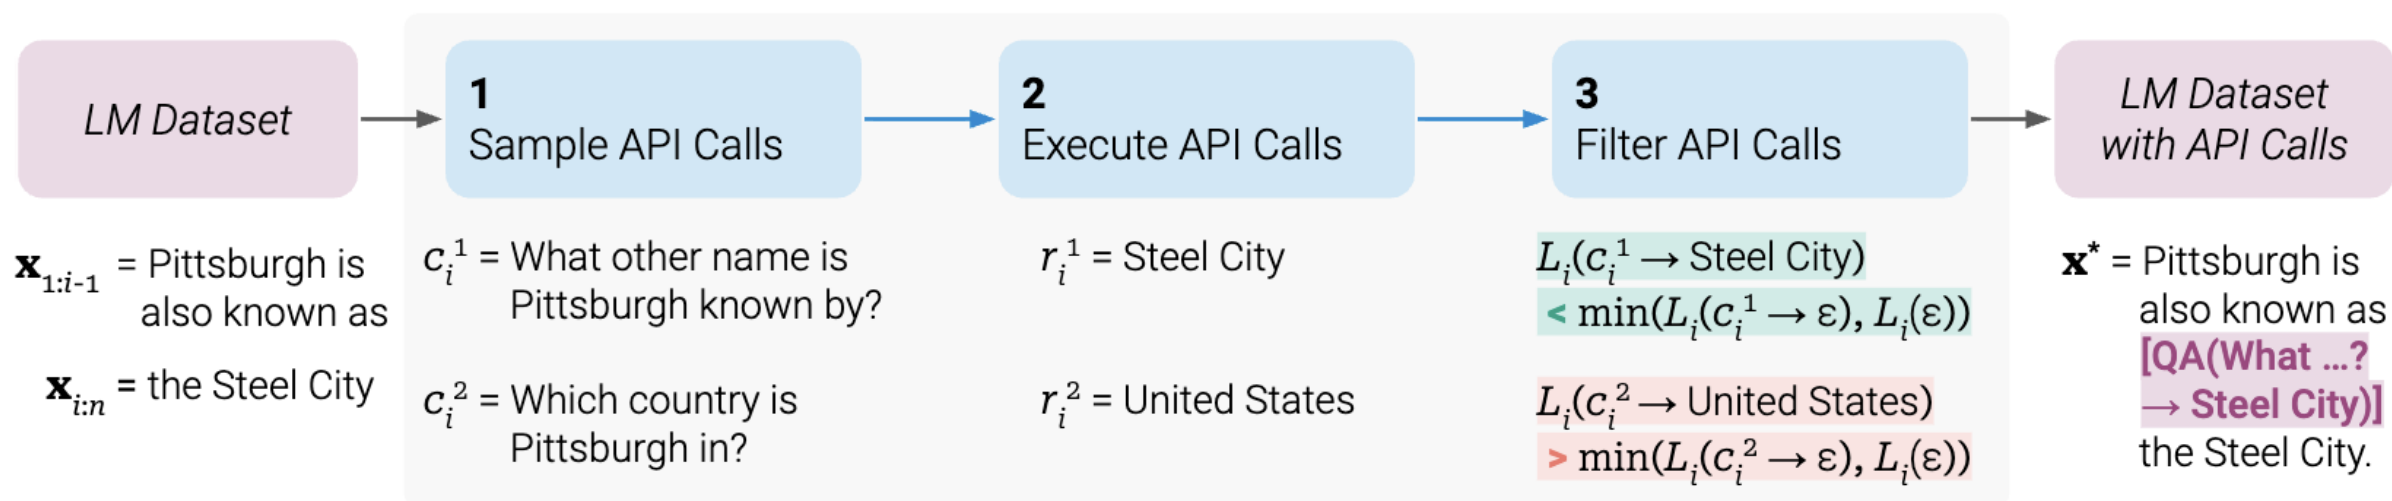 LM Dataset
1
Sample API Calls
2
Execute API Calls
3
Filter API Calls
LM Dataset
with API Calls
x1:i-1 = Pittsburgh is
also known as
xi:n = the Steel City
ci1 = What other name is
Pittsburgh known by?
ci2 = Which country is
Pittsburgh in?
ri1 = Steel City
ri2 = United States
Li(ci1 → Steel City)
< min(Li(ci1 → ε), Li(ε))
Li(ci2 → United States)
> min(Li(ci2 → ε), Li(ε))
x* = Pittsburgh is
also known as
[QA(What ...?
→ Steel City)]
the Steel City.